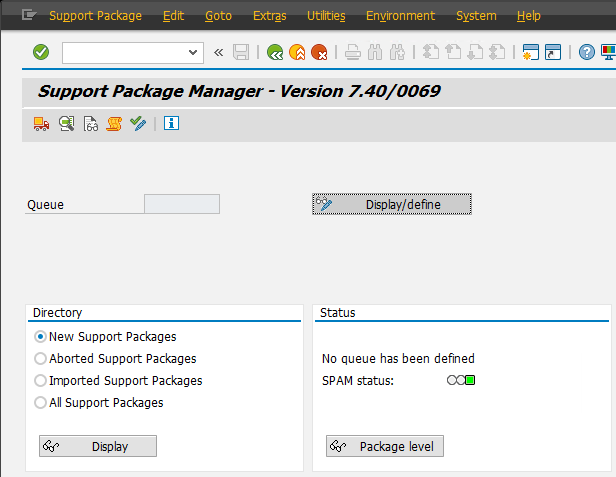 Support Package Edit Goto Extras Utilities Environment System Help
Support Package Manager - Version 7.40/0069
Queue Display/define
Directory
New Support Packages
Aborted Support Packages
Imported Support Packages
All Support Packages
Display
Status
No queue has been defined
SPAM status:
Package level